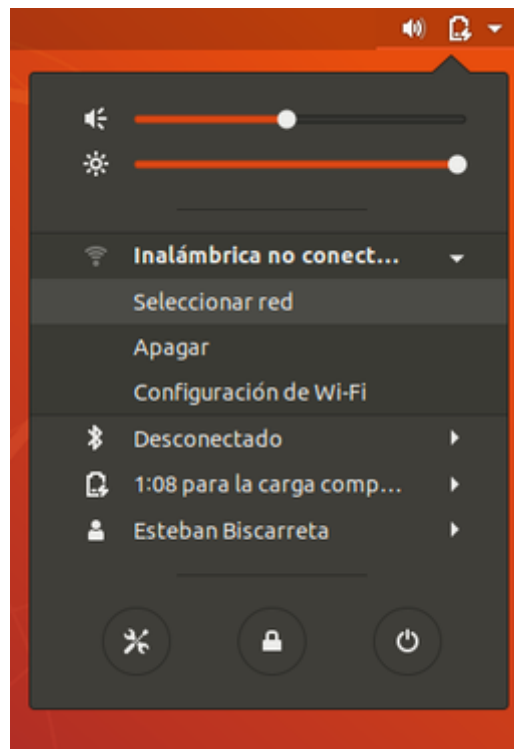 Inalámbrica no conect...
Seleccionar red
Apagar
Configuración de Wi-Fi
Desconectado
1:08 para la carga comp...
Esteban Biscarreta